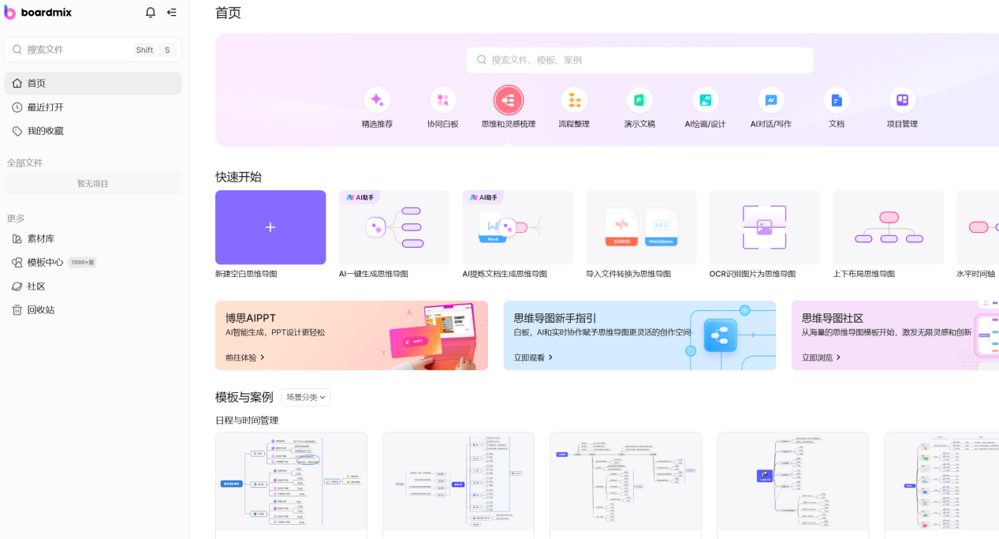 boardmix
搜索文件 Shift S
首页
最近打开
我的收藏
全部文件
暂无项目
更多
素材库
模板中心 7000+套
社区
回收站
首页
搜索文件、模板、案例
精选推荐 协同白板 思维和灵感梳理 流程整理 演示文稿 AI绘画/设计 AI对话/写作 文档 项目管理
快速开始
AI助手 AI助手
Word XMIND Markdown
新建空白思维导图 AI一键生成思维导图 AI提炼文档生成思维导图 导入文件转换为思维导图 OCR识别图片为思维导图 上下布局思维导图 水平时间轴
博思AIPPT
AI智能生成，PPT设计更轻松
前往体验
AIPPT
思维导图新手指引
白板，AI和实时协作赋予思维导图更灵活的创作空间
立即观看
思维导图社区
从海量的思维导图模板开始，激发无限灵感和创新
立即浏览
模板与案例 场景分类
日程与时间管理